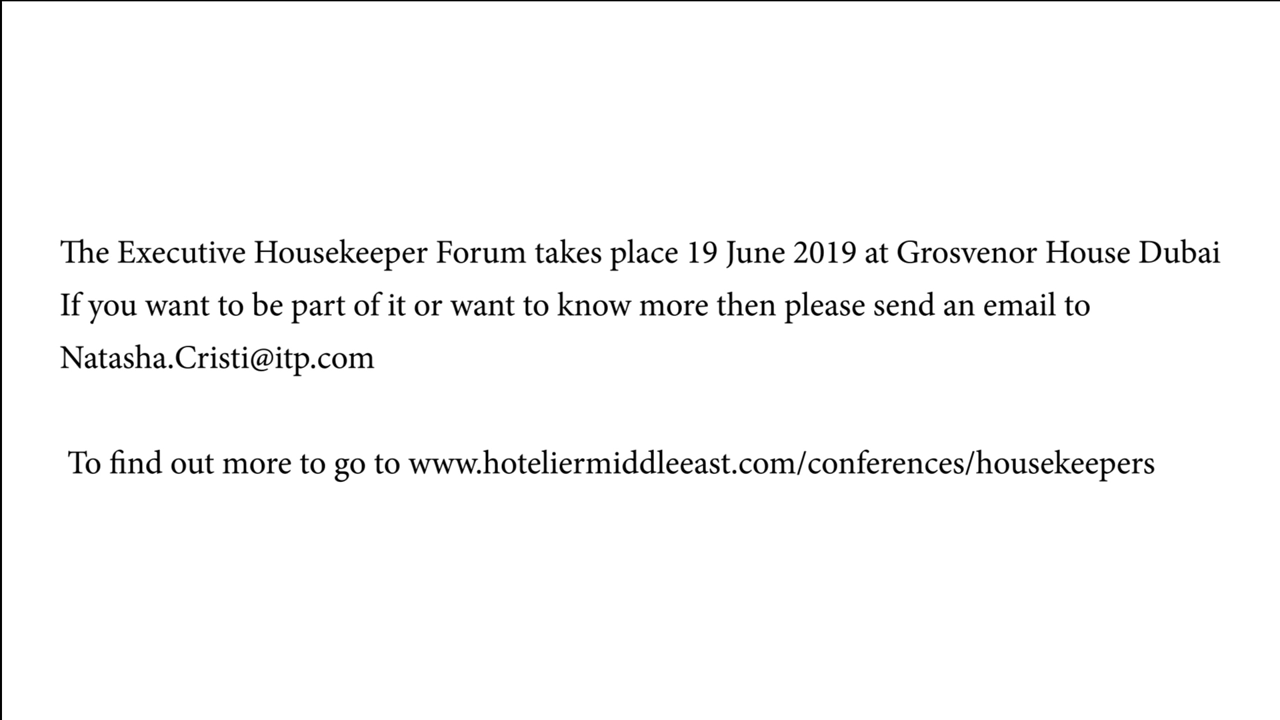 The Executive Housekeeper Forum takes place 19 June 2019 at Grosvenor House Dubai
If you want to be part of it or want to know more then please send an email to
Natasha.Cristi@itp.com
To find out more to go to www.hoteliermiddleeast.com/conferences/housekeepers